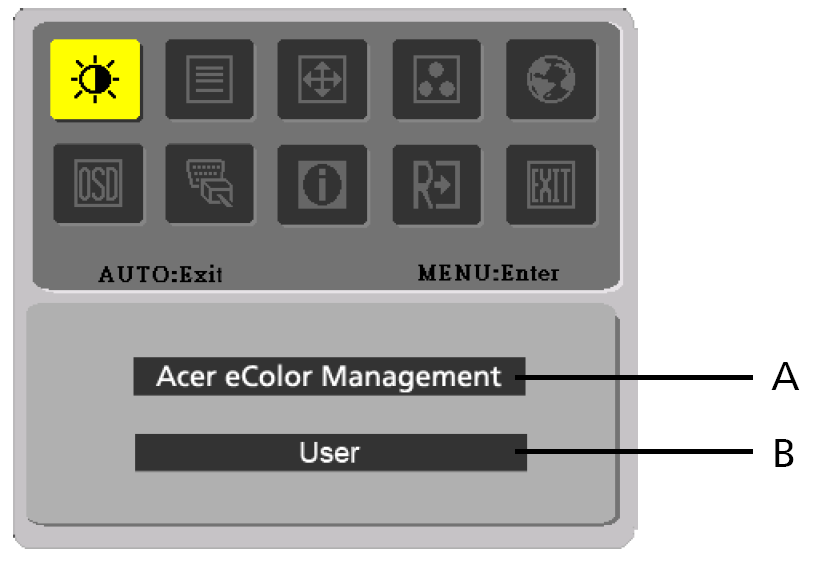 OSD
i
R
EXIT
AUTO:Exit MENU:Enter
Acer eColor Management A
User B